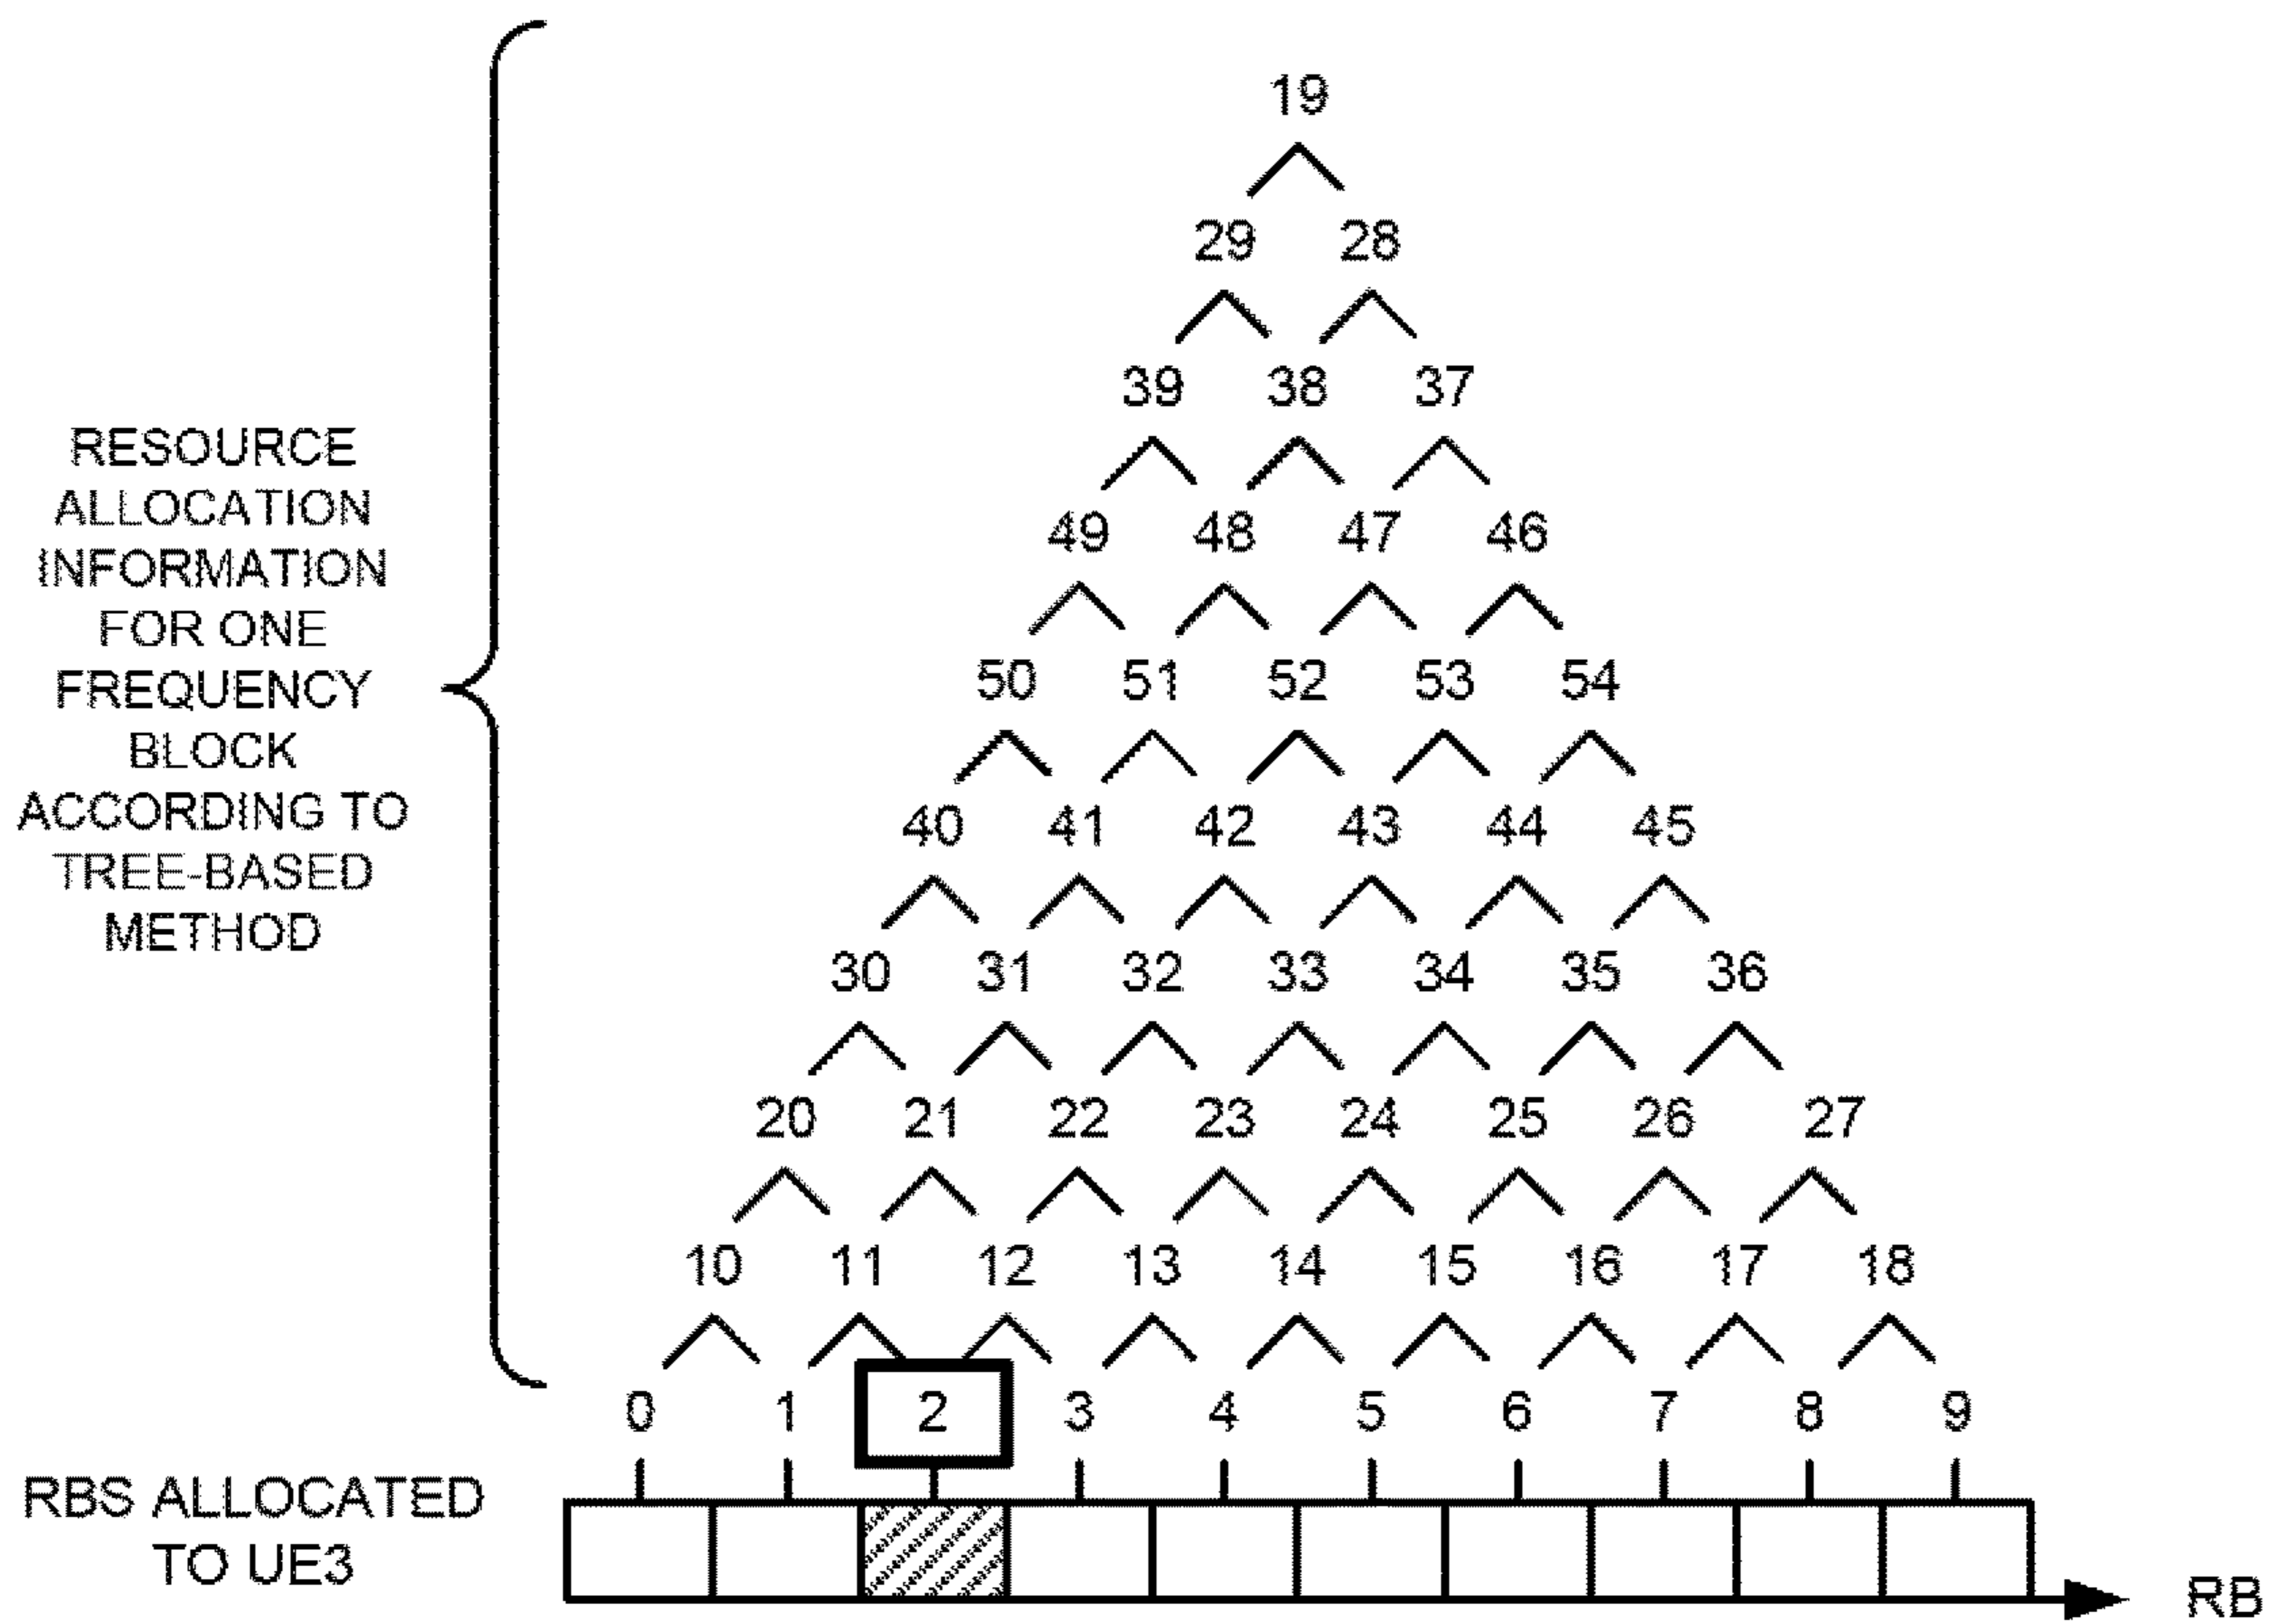 19
29 28
39 38 37
49 48 47 46
50 51 52 53 54
40 41 42 43 44 45
30 31 32 33 34 35 36
20 21 22 23 24 25 26 27
10 11 12 13 14 15 16 17 18
0 1 2 3 4 5 6 7 8 9
RESOURCE
ALLOCATION
INFORMATION
FOR ONE
FREQUENCY
BLOCK
ACCORDING TO
TREE-BASED
METHOD
RBS ALLOCATED
TO UE3
RB